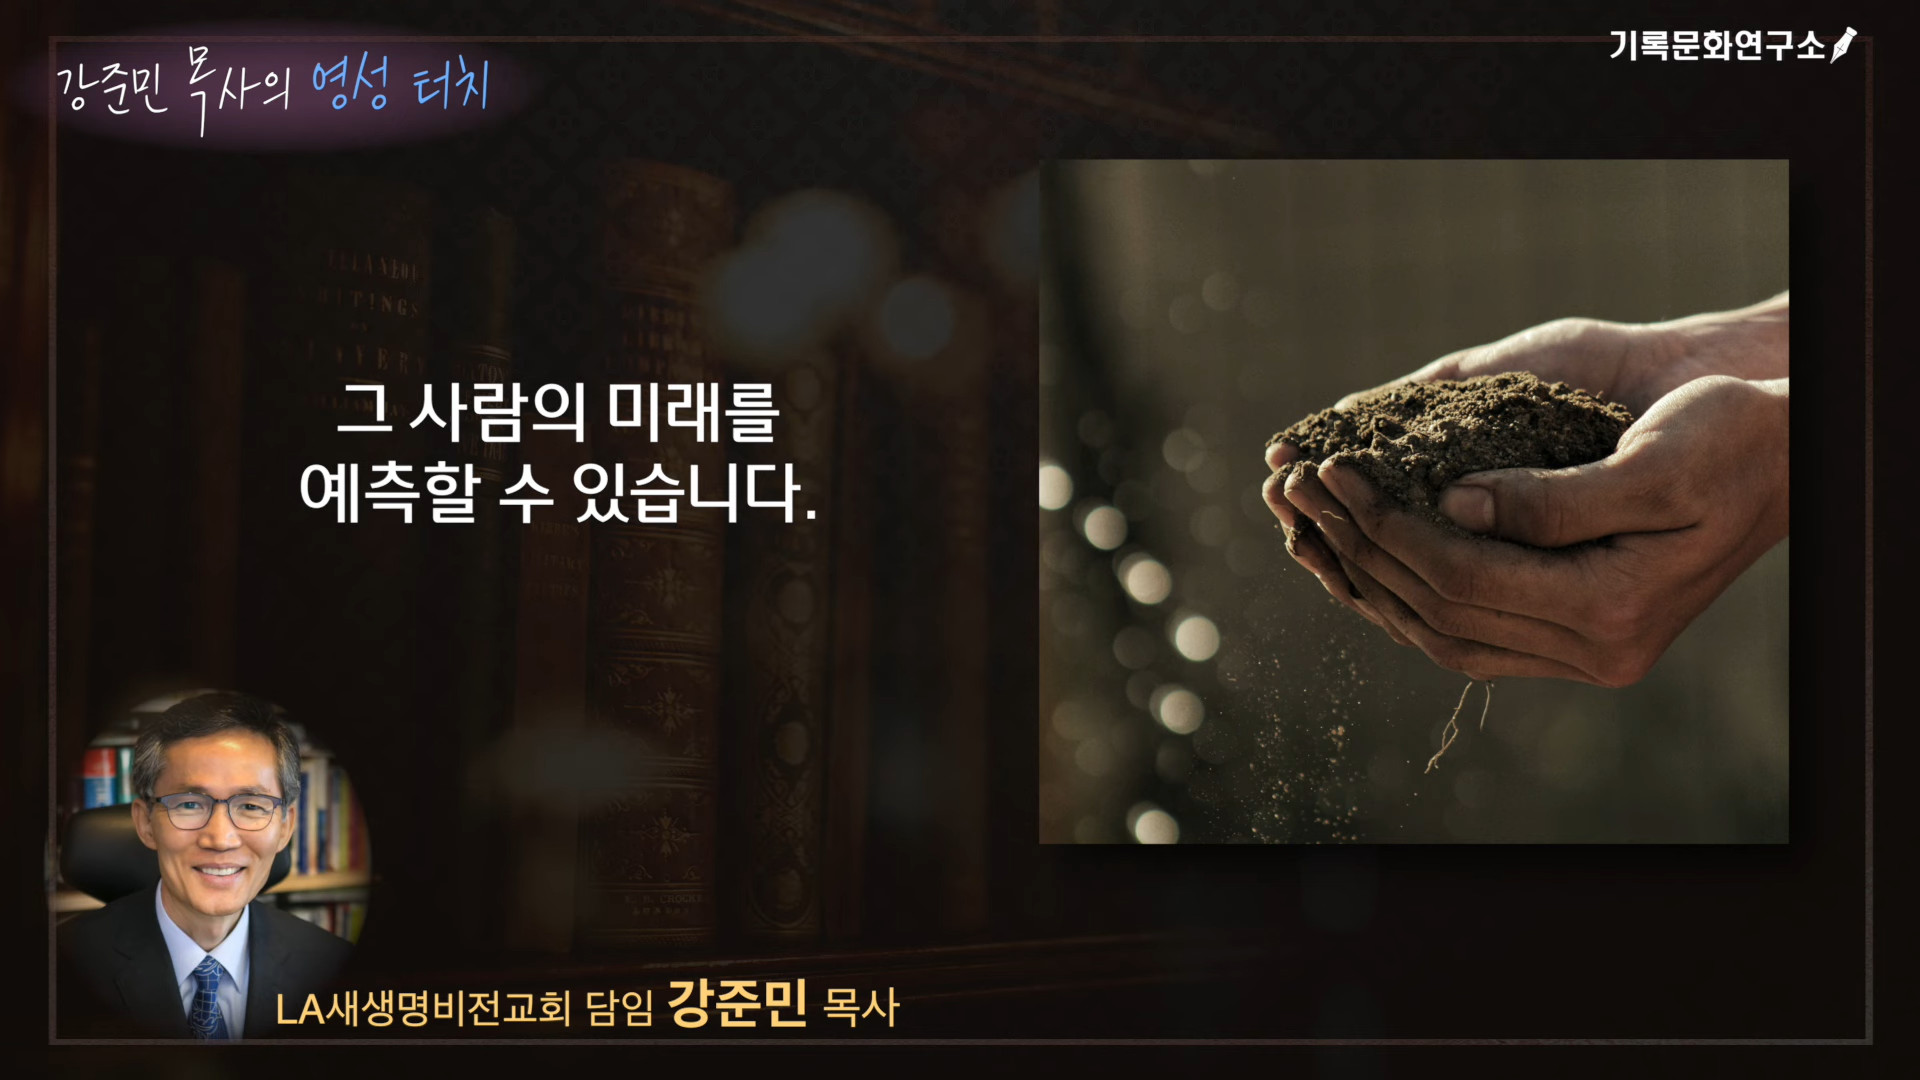 강준민 목사의 영성 터치
기록문화연구소
그 사람의 미래를
예측할 수 있습니다.
LA새생명비전교회 담임 강준민 목사